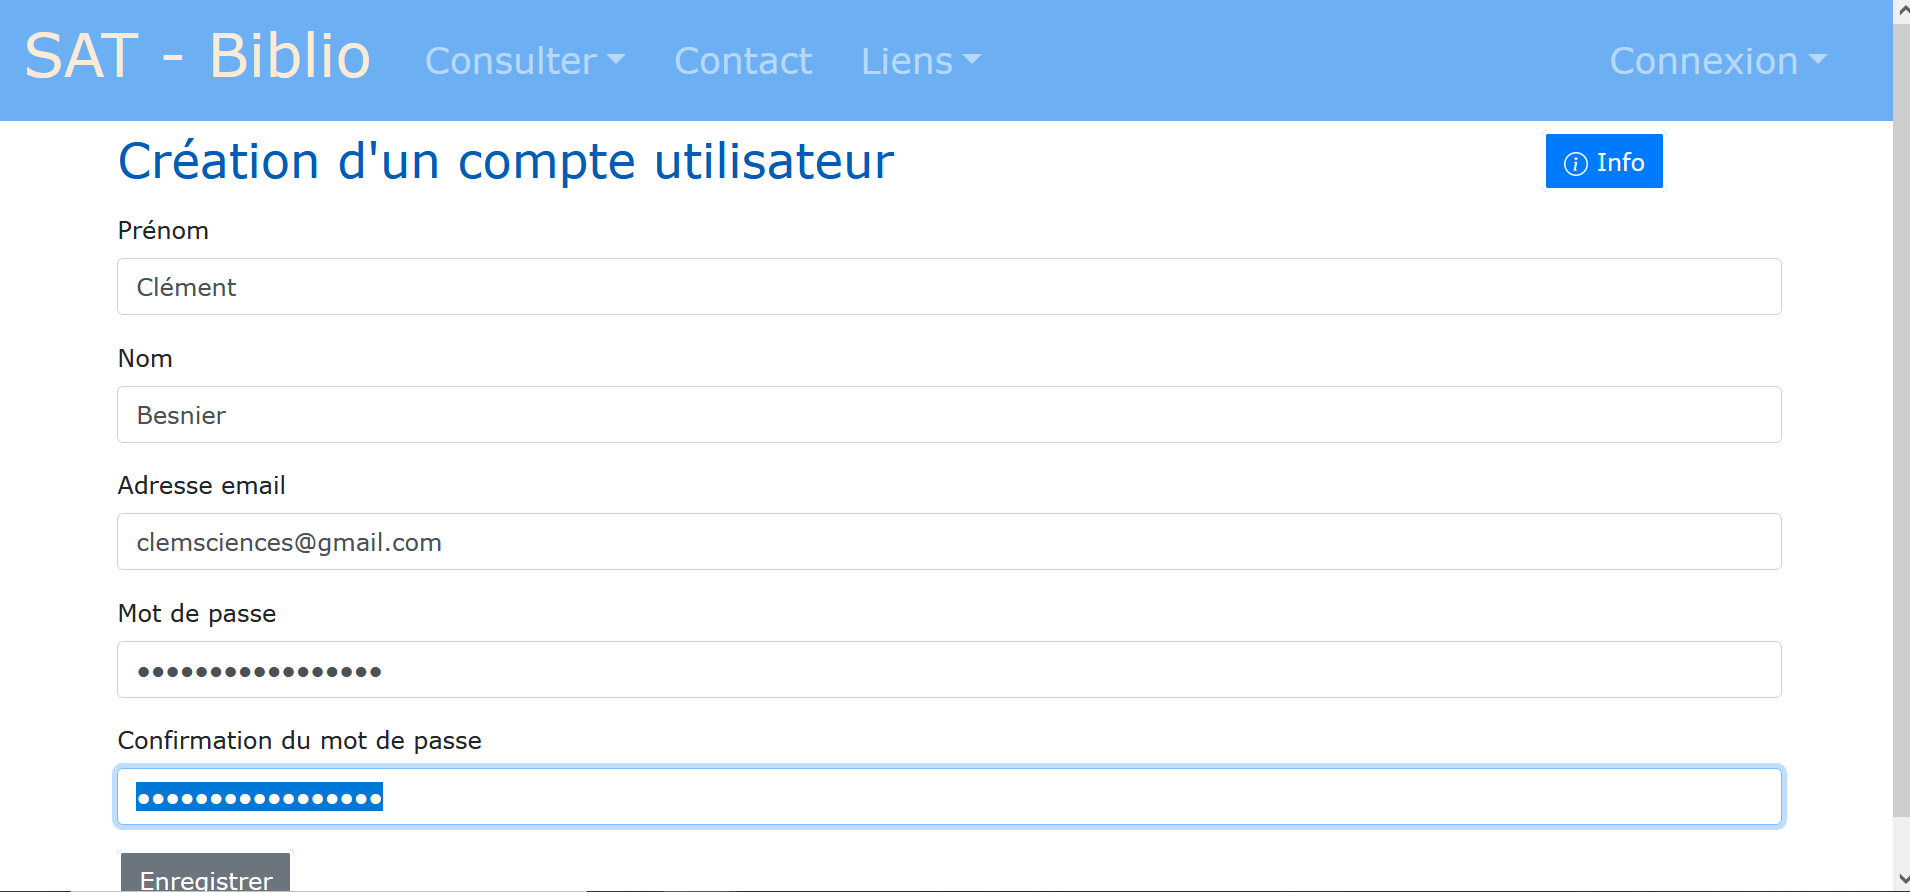 SAT - Biblio Consulter Contact Liens Connexion
Création d'un compte utilisateur Info
Prénom
Clément
Nom
Besnier
Adresse email
clemsciences@gmail.com
Mot de passe
•••••••••••••••••
Confirmation du mot de passe
•••••••••••••••••
Enregistrer